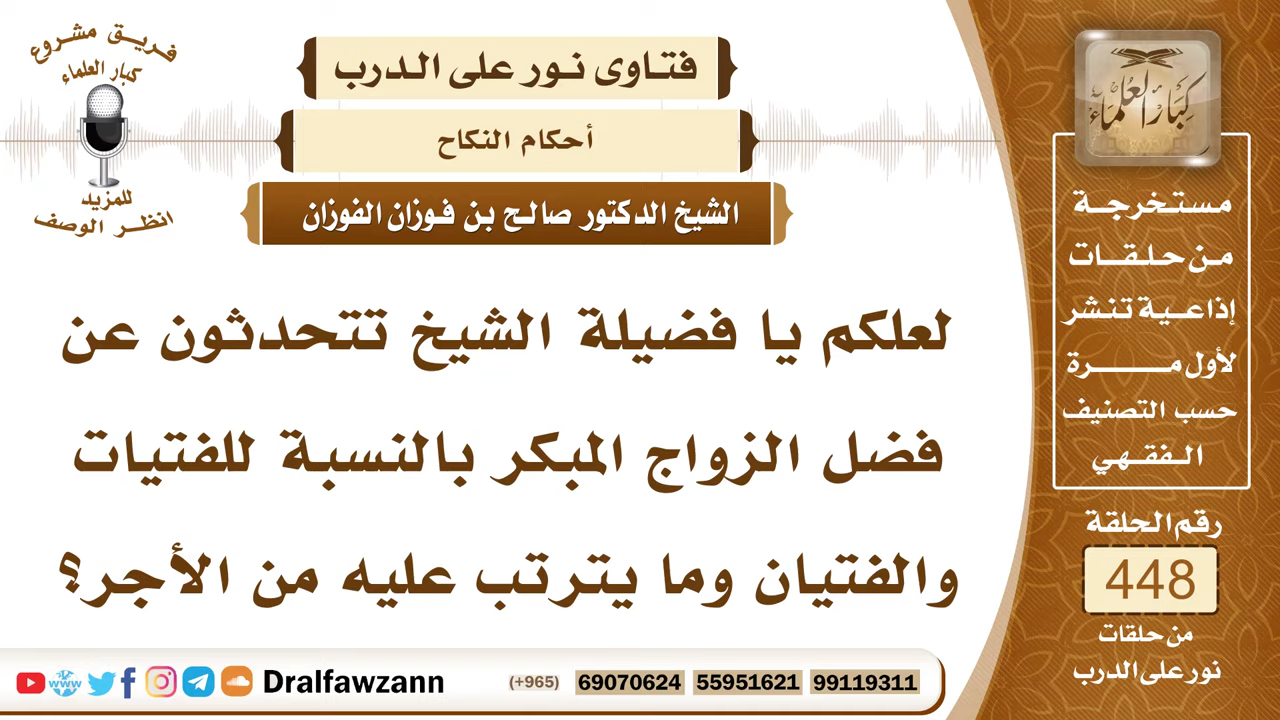 فريق مشروع
كبار العلماء
للمزيد
انظر الوصف
فتاوى نور على الدرب
أحكام النكاح
الشيخ الدكتور صالح بن فوزان الفوزان
لعلكم يا فضيلة الشيخ تتحدثون عن
فضل الزواج المبكر بالنسبة للفتيات
والفتيان وما يترتب عليه من الأجر؟
كبار العلماء
مستخرجة
من حلقات
إذاعية تنشر
لأول مرة
حسب التصنيف
الفقهي
رقم الحلقة
448
من حلقات
نور على الدرب
www Dralfawzann (+965) 69070624 55951621 99119311